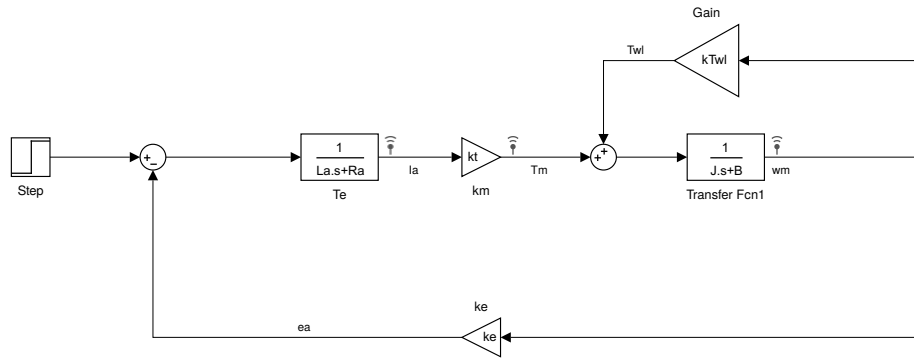 Gain
Twl
kTwl
+
−
1
La.s+Ra
Ia
kt
Tm
+
+
1
J.s+B
wm
Step
Te
km
Transfer Fcn1
ke
ea
ke